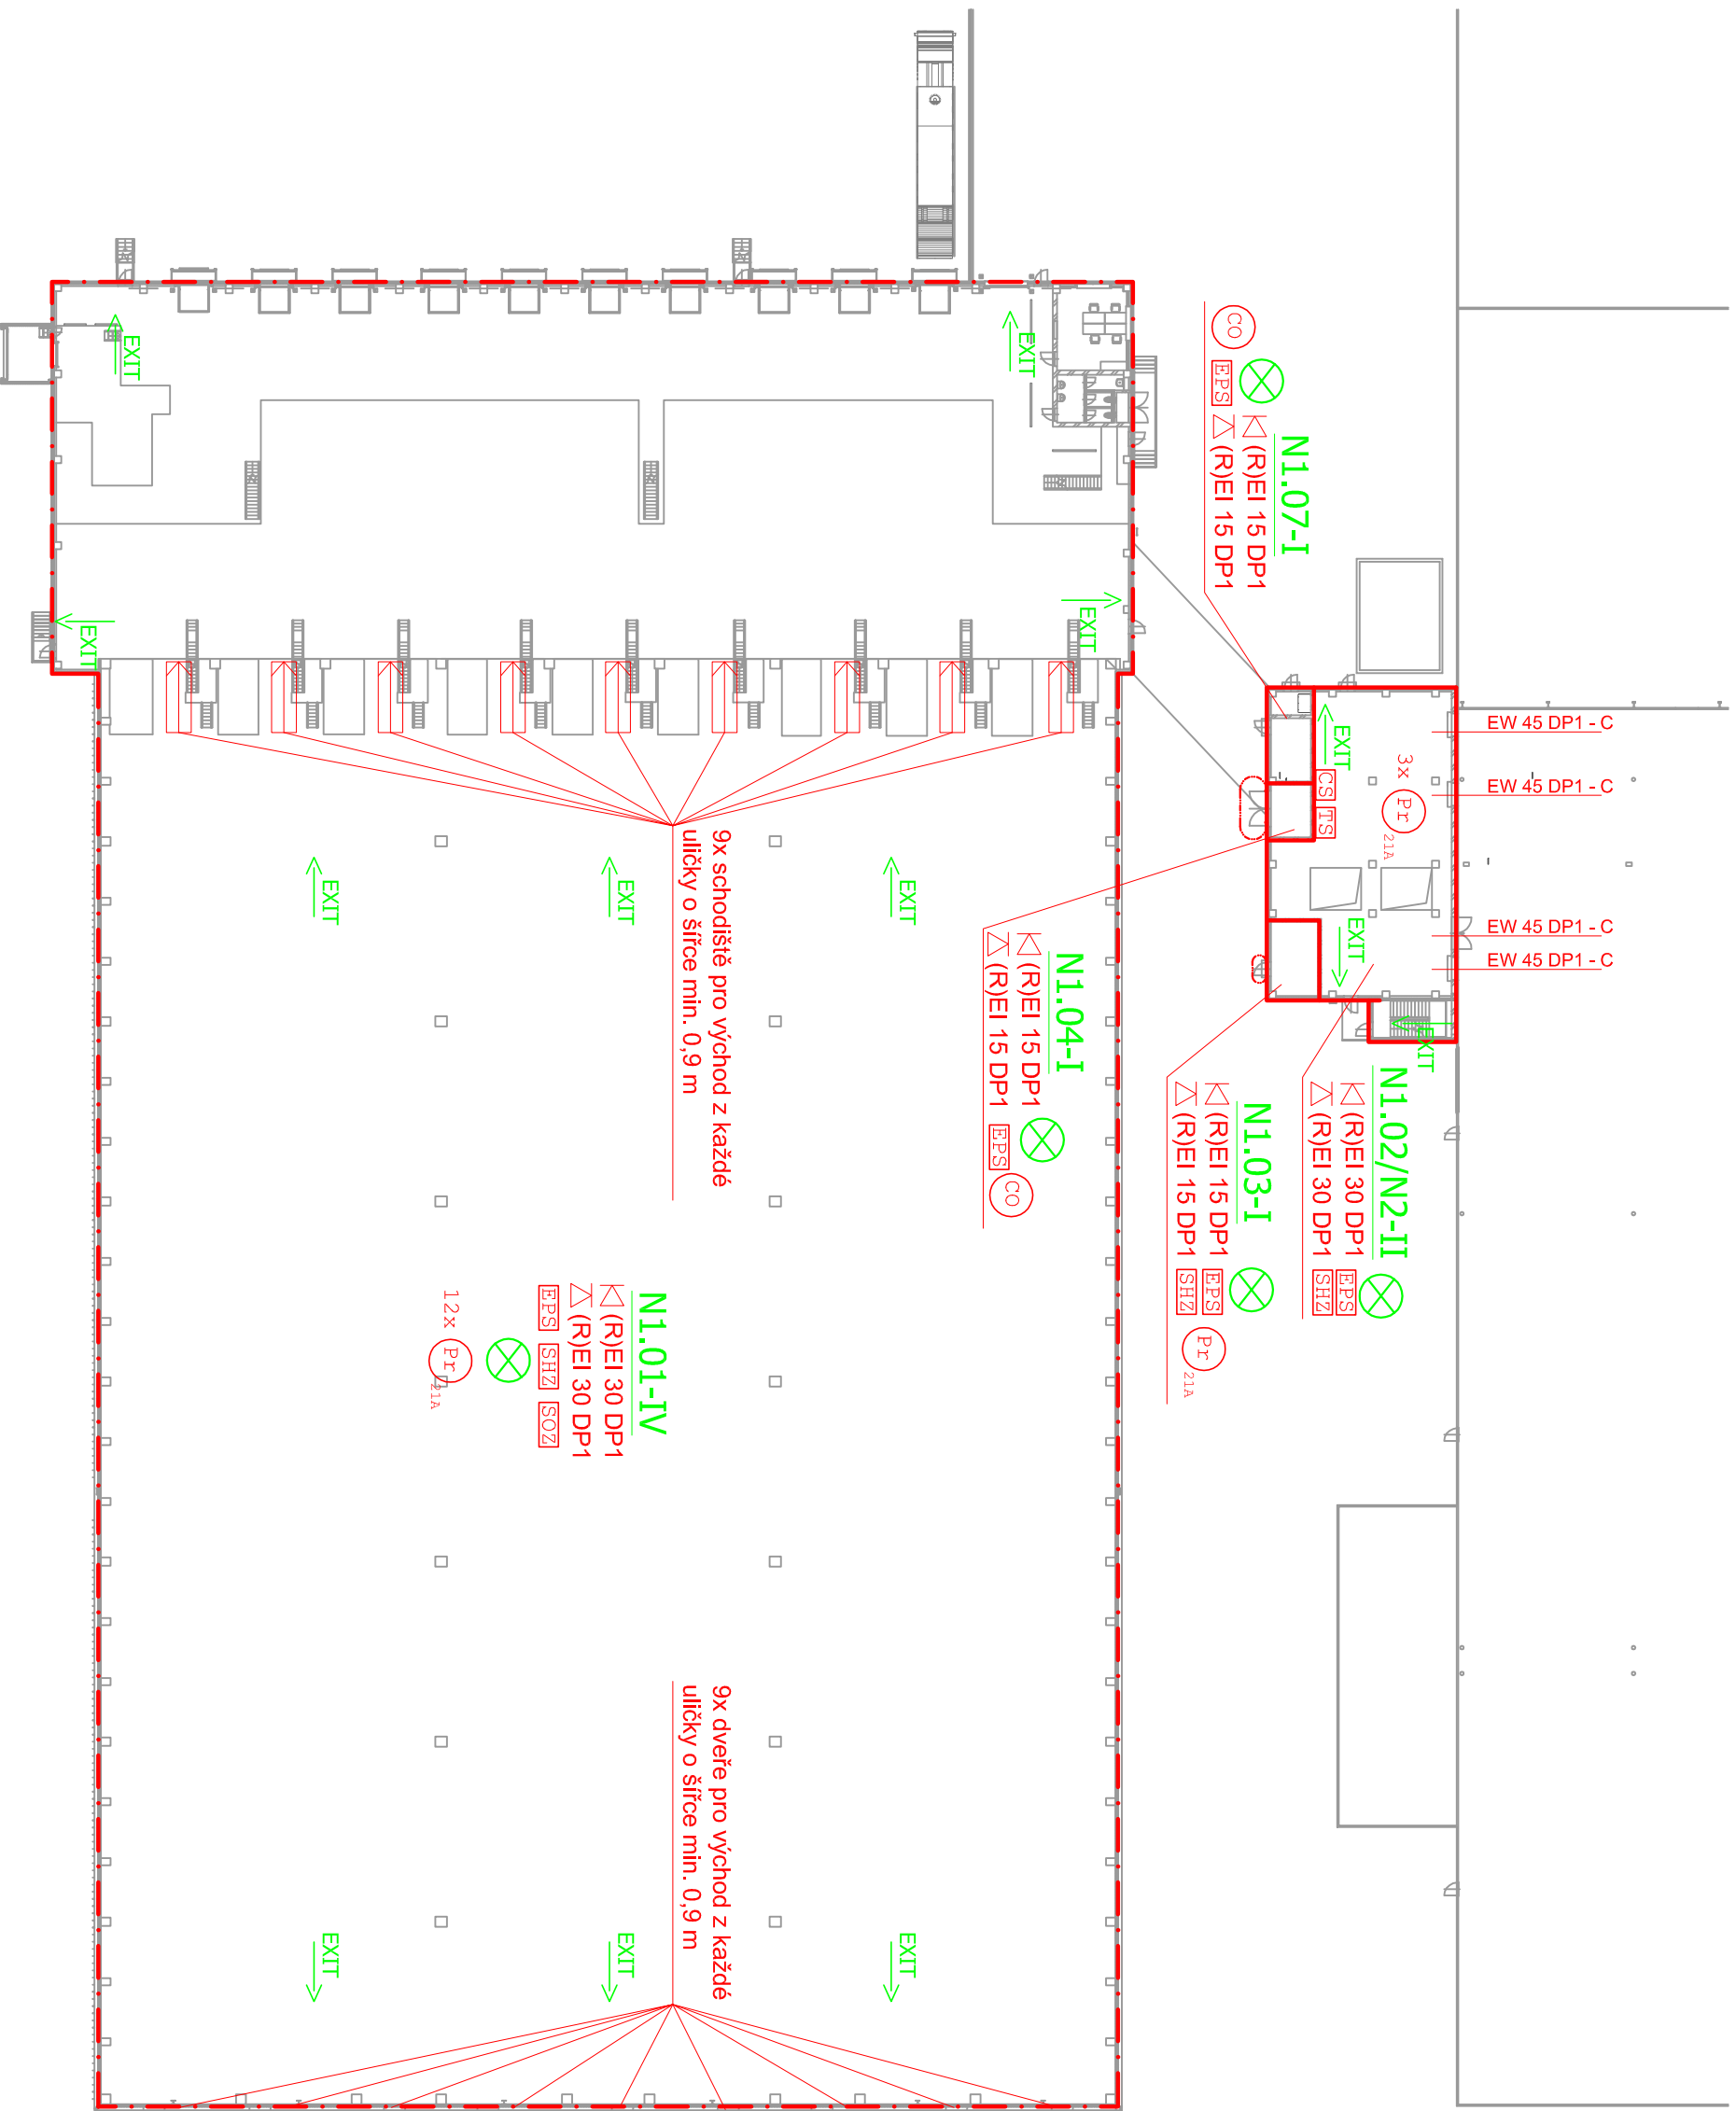 EW 45 DP1 - C
EW 45 DP1 - C
EW 45 DP1 - C
EW 45 DP1 - C
N1.07-I
(R)EI 15 DP1
(R)EI 15 DP1
CO
EPS
EXIT
EXIT
EXIT
EXIT
EXIT
EXIT
EXIT
3x Pr 21A
CS TS
N1.02/N2-II
(R)EI 30 DP1
(R)EI 30 DP1
EPS
SHZ
N1.03-I
(R)EI 15 DP1
(R)EI 15 DP1
EPS
SHZ
Pr 21A
N1.04-I
(R)EI 15 DP1
(R)EI 15 DP1
EPS
CO
9x schodiště pro východ z každé
uličky o šířce min. 0,9 m
EXIT
EXIT
EXIT
N1.01-IV
(R)EI 30 DP1
(R)EI 30 DP1
EPS SHZ SOZ
12x Pr 21A
9x dveře pro východ z každé
uličky o šířce min. 0,9 m
EXIT
EXIT
EXIT